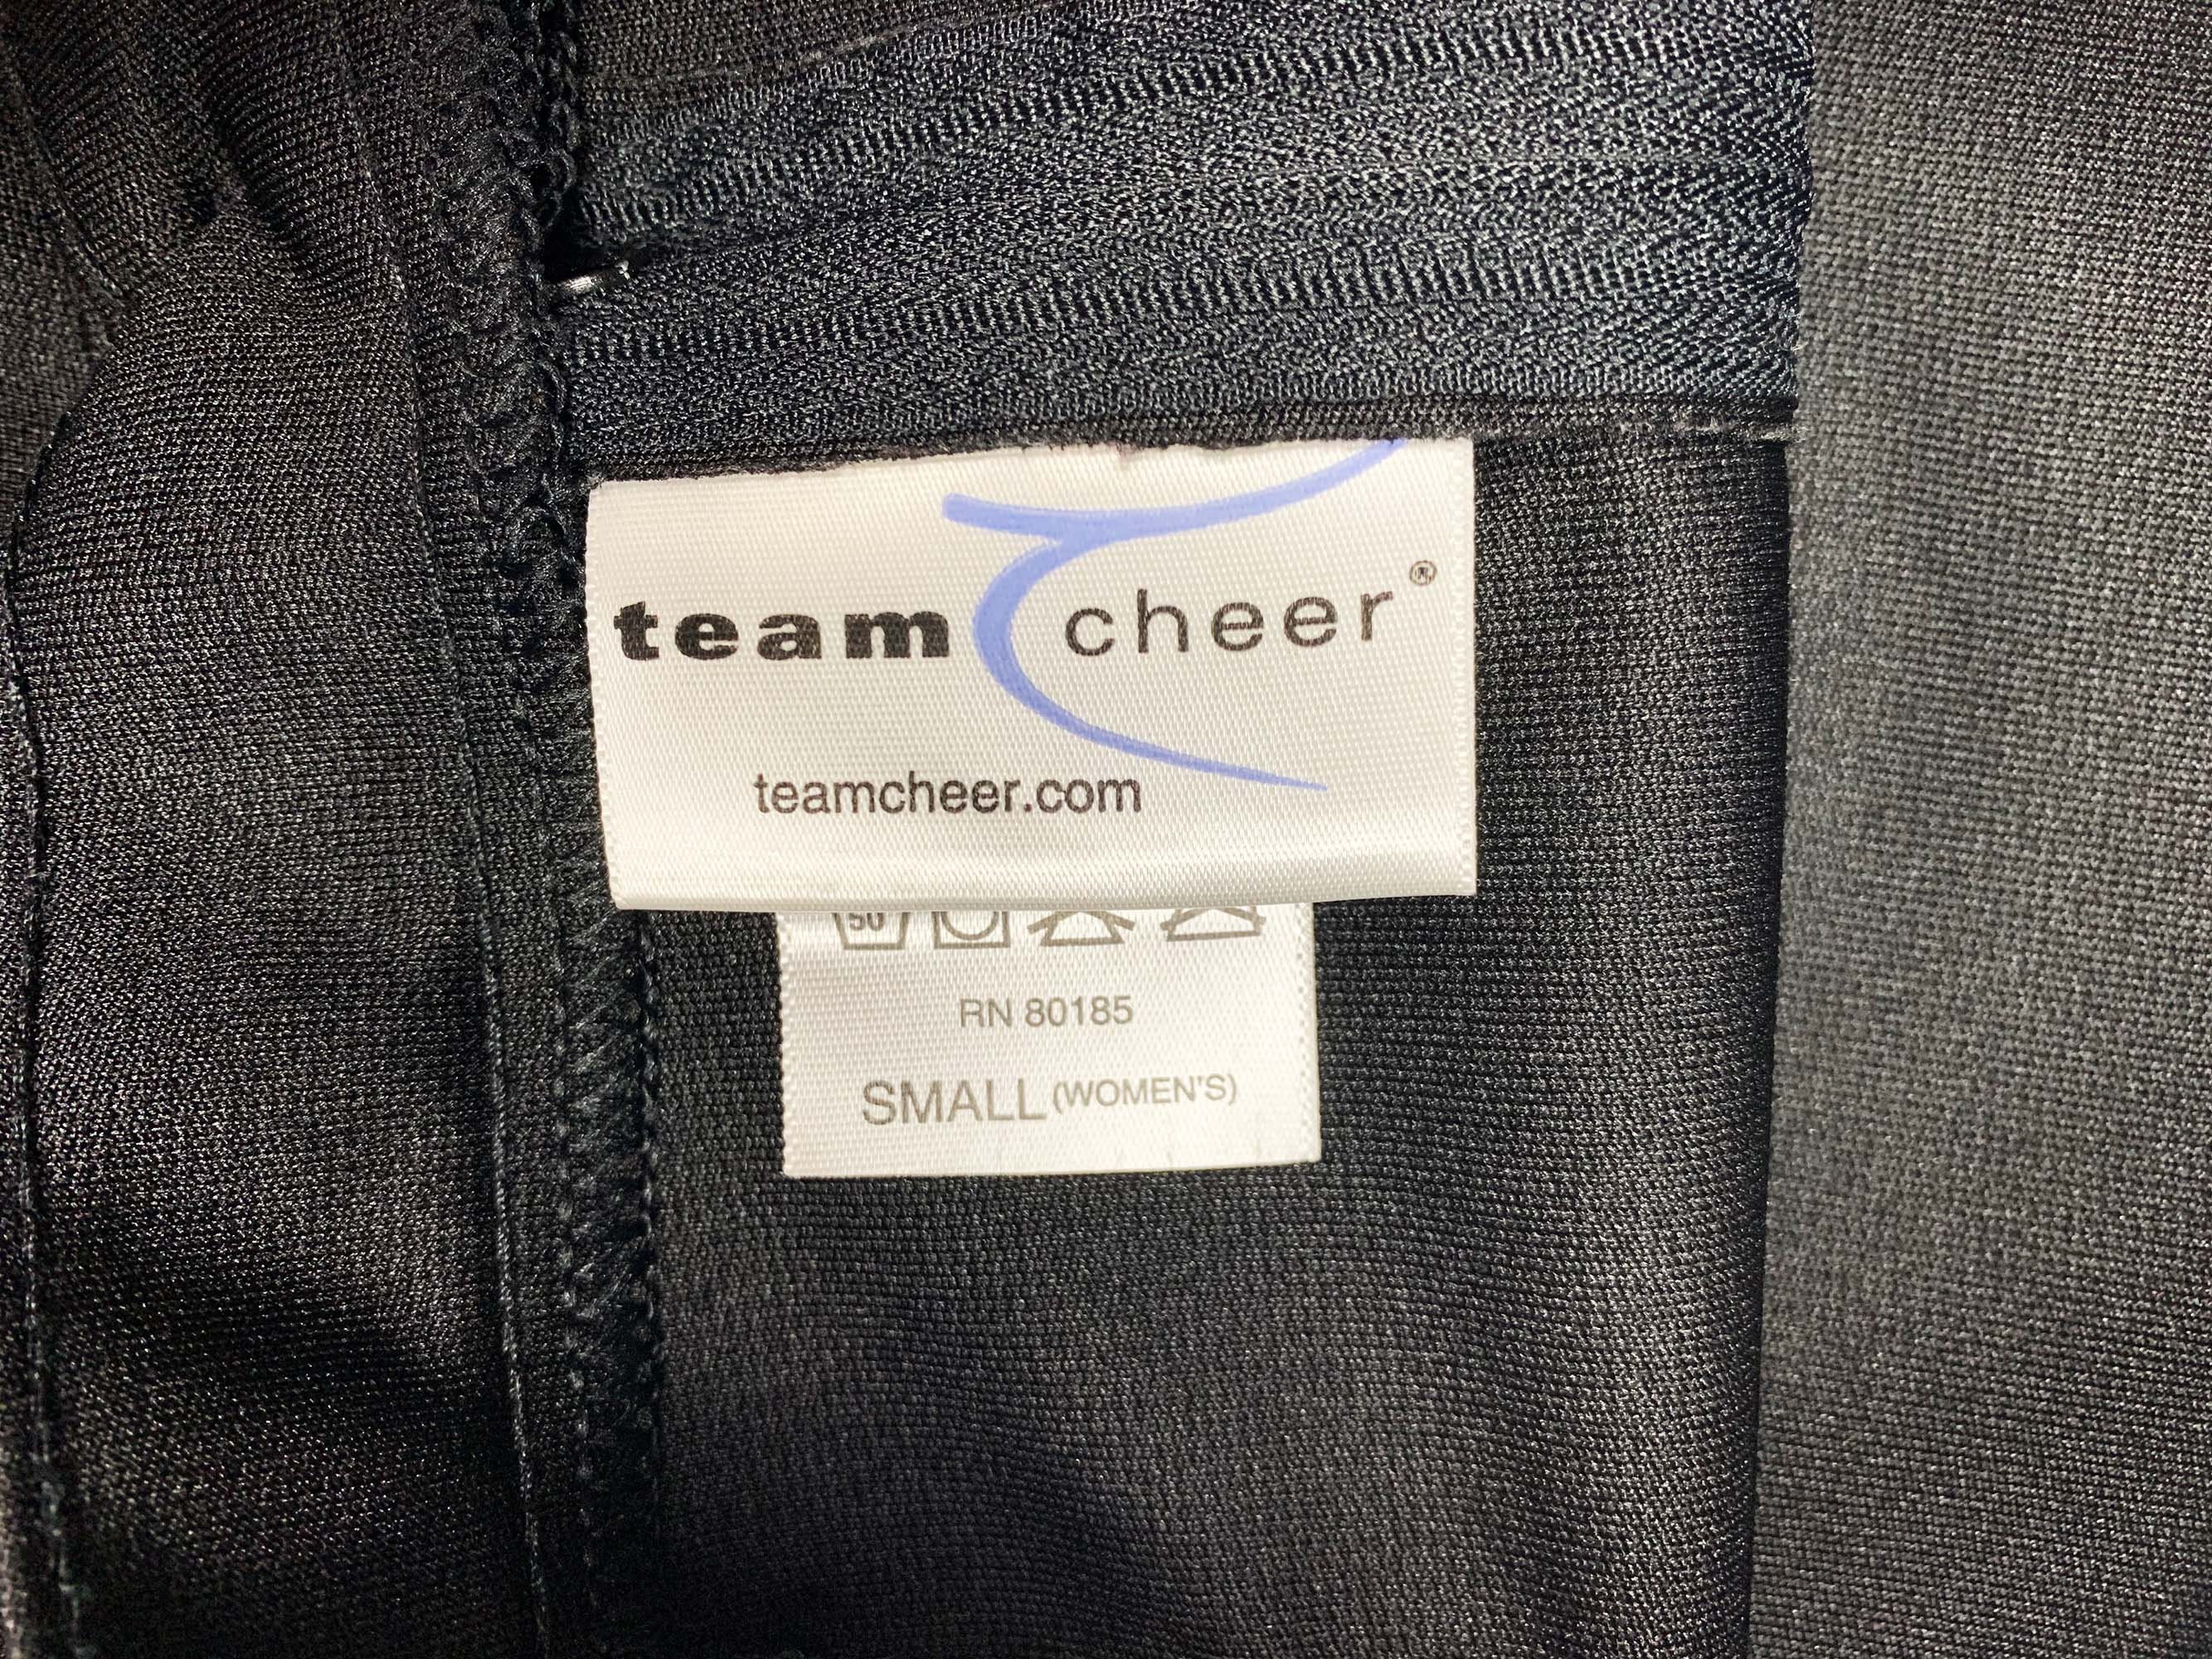 team cheer®
teamcheer.com
50
RN 80185
SMALL (WOMEN'S)